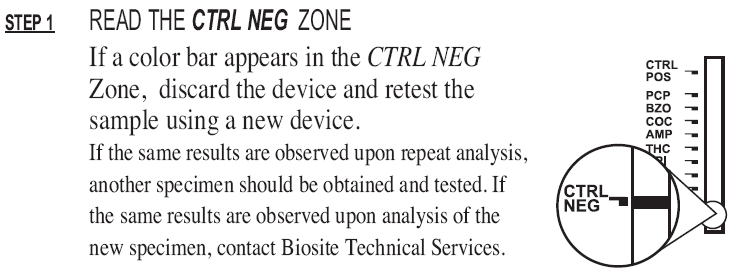 STEP 1 READ THE CTRL NEG ZONE
If a color bar appears in the CTRL NEG
Zone, discard the device and retest the
sample using a new device.
If the same results are observed upon repeat analysis,
another specimen should be obtained and tested. If
the same results are observed upon analysis of the
new specimen, contact Biosite Technical Services.
CTRL
POS
PCP
BZO
COC
AMP
THC
CTRL
NEG